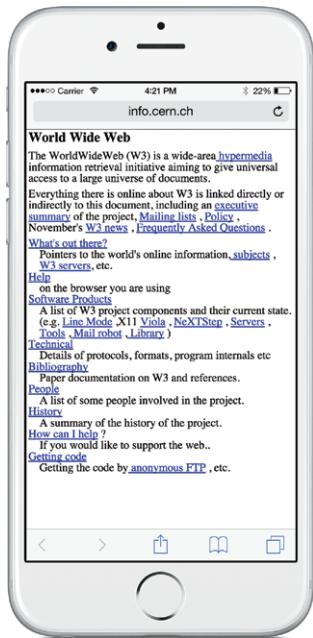 Carrier 4:21 PM 22%
info.cern.ch
World Wide Web
The WorldWideWeb (W3) is a wide-area hypermedia
information retrieval initiative aiming to give universal
access to a large universe of documents.
Everything there is online about W3 is linked directly or
indirectly to this document, including an executive
summary of the project, Mailing lists , Policy ,
November's W3 news , Frequently Asked Questions .
What's out there?
Pointers to the world's online information, subjects ,
W3 servers, etc.
Help
on the browser you are using
Software Products
A list of W3 project components and their current state.
(e.g. Line Mode ,X11 Viola , NeXTStep , Servers ,
Tools , Mail robot , Library )
Technical
Details of protocols, formats, program internals etc
Bibliography
Paper documentation on W3 and references.
People
A list of some people involved in the project.
History
A summary of the history of the project.
How can I help ?
If you would like to support the web..
Getting code
Getting the code by anonymous FTP , etc.